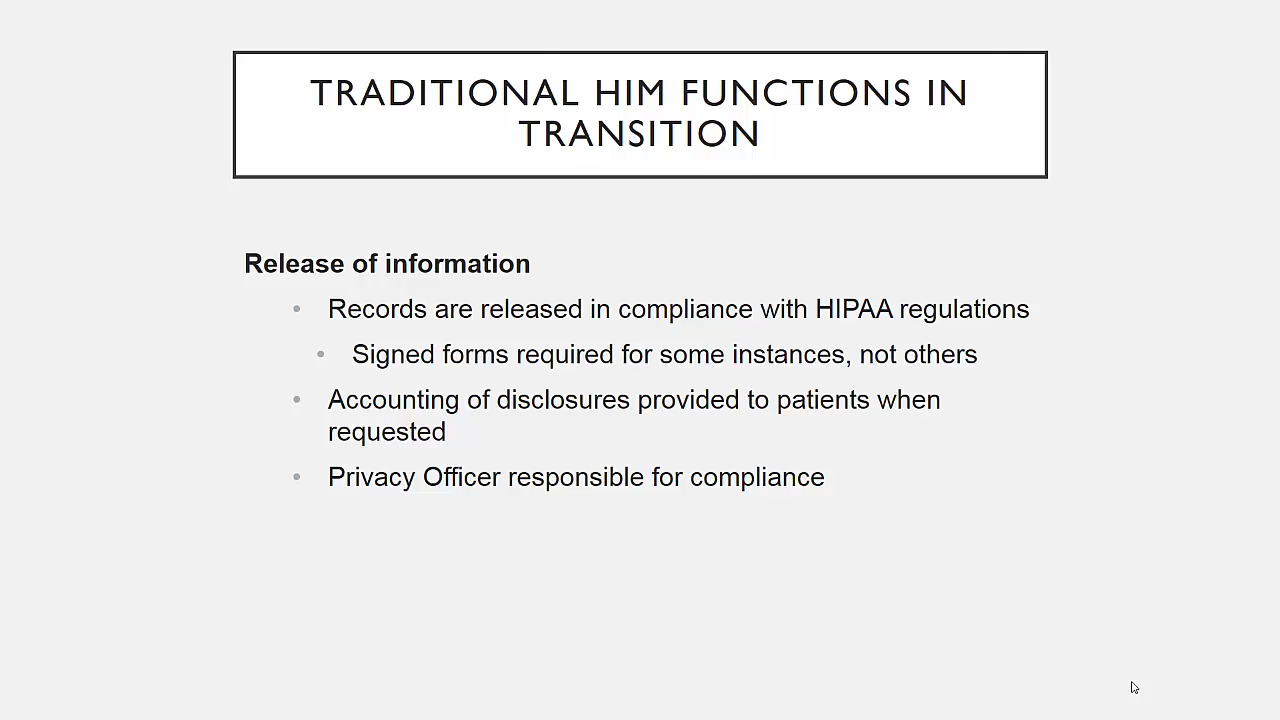 TRADITIONAL HIM FUNCTIONS IN
TRANSITION
Release of information
• Records are released in compliance with HIPAA regulations
• Signed forms required for some instances, not others
• Accounting of disclosures provided to patients when
requested
• Privacy Officer responsible for compliance